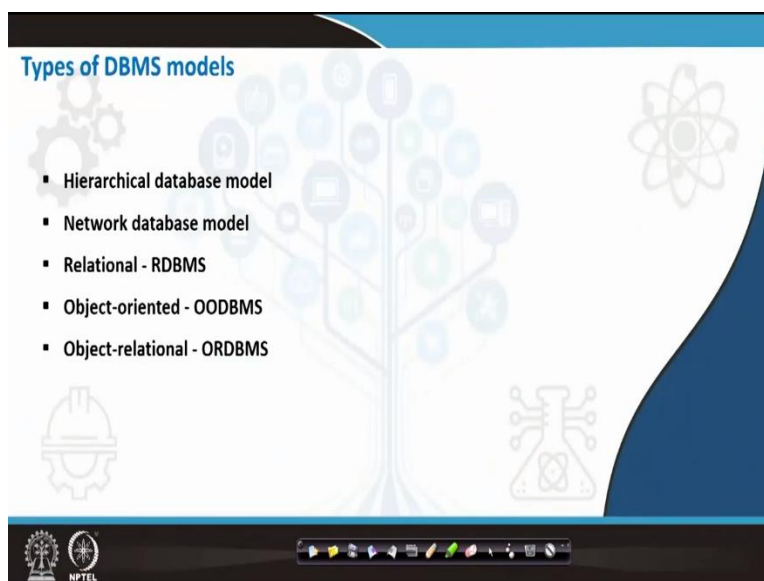 Types of DBMS models
▪ Hierarchical database model
▪ Network database model
▪ Relational - RDBMS
▪ Object-oriented - OODBMS
▪ Object-relational - ORDBMS
NPTEL